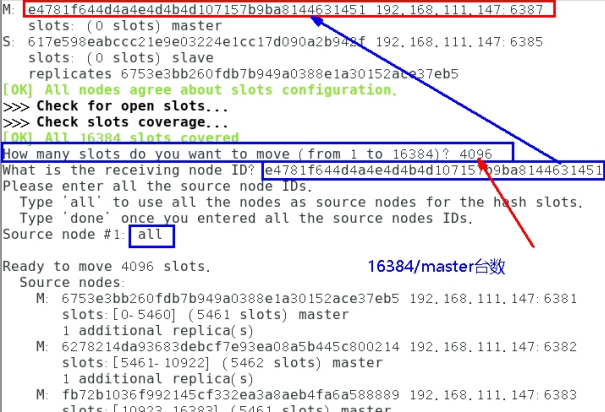 M: e4781f644d4a4e4d4b4d107157b9ba8144631451 192.168.111.147:6387
slots: (0 slots) master
S: 617e598eabccc21e9e03224e1cc17d090a2b942f 192.168.111.147:6385
slots: (0 slots) slave
replicates 6753e3bb260fdb7b949a0388e1a30152ace37eb5
[OK] All nodes agree about slots configuration.
>>> Check for open slots...
>>> Check slots coverage...
[OK] All 16384 slots covered
How many slots do you want to move (from 1 to 16384)? 4096
What is the receiving node ID? e4781f644d4a4e4d4b4d107157b9ba8144631451
Please enter all the source node IDs.
Type 'all' to use all the nodes as source nodes for the hash slots.
Type 'done' once you entered all the source nodes IDs.
Source node #1: all
16384/master台数
Ready to move 4096 slots.
Source nodes:
M: 6753e3bb260fdb7b949a0388e1a30152ace37eb5 192.168.111.147:6381
slots:[0-5460] (5461 slots) master
1 additional replica(s)
M: 6278214da93683debcf7e93ea08a5b445c800214 192.168.111.147:6382
slots:[5461-10922] (5462 slots) master
1 additional replica(s)
M: fb72b1036f992145cf332ea3a8aeb4fa6a588889 192.168.111.147:6383
slots:[10923-16383] (5461 slots) master